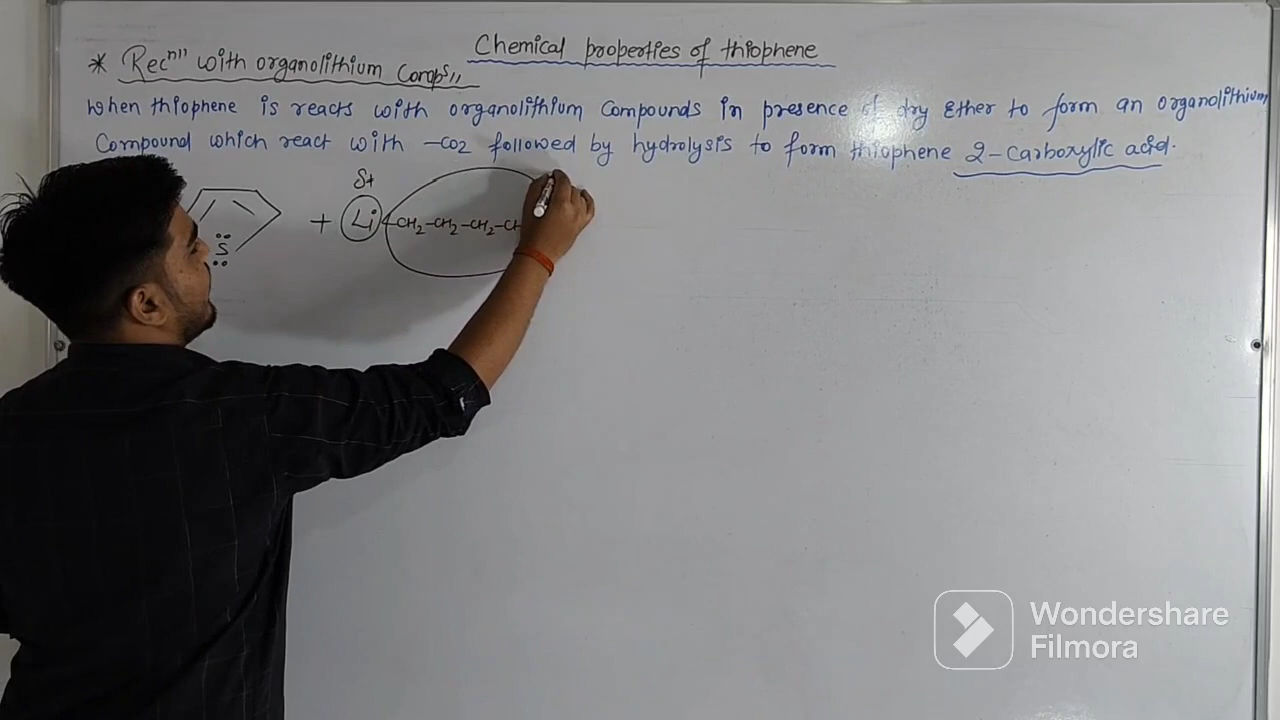 Chemical properties of thiophene
* Recⁿ" with organolithium Comps,,
When thiophene is reacts with organolithium Compounds in presence of dry Ether to form an organolithium
Compound which react with -CO2 followed by hydrolysis to form thiophene 2-Carboxylic acid.
δ+
S + Li -CH2-CH2-CH2-CH
Wondershare
Filmora